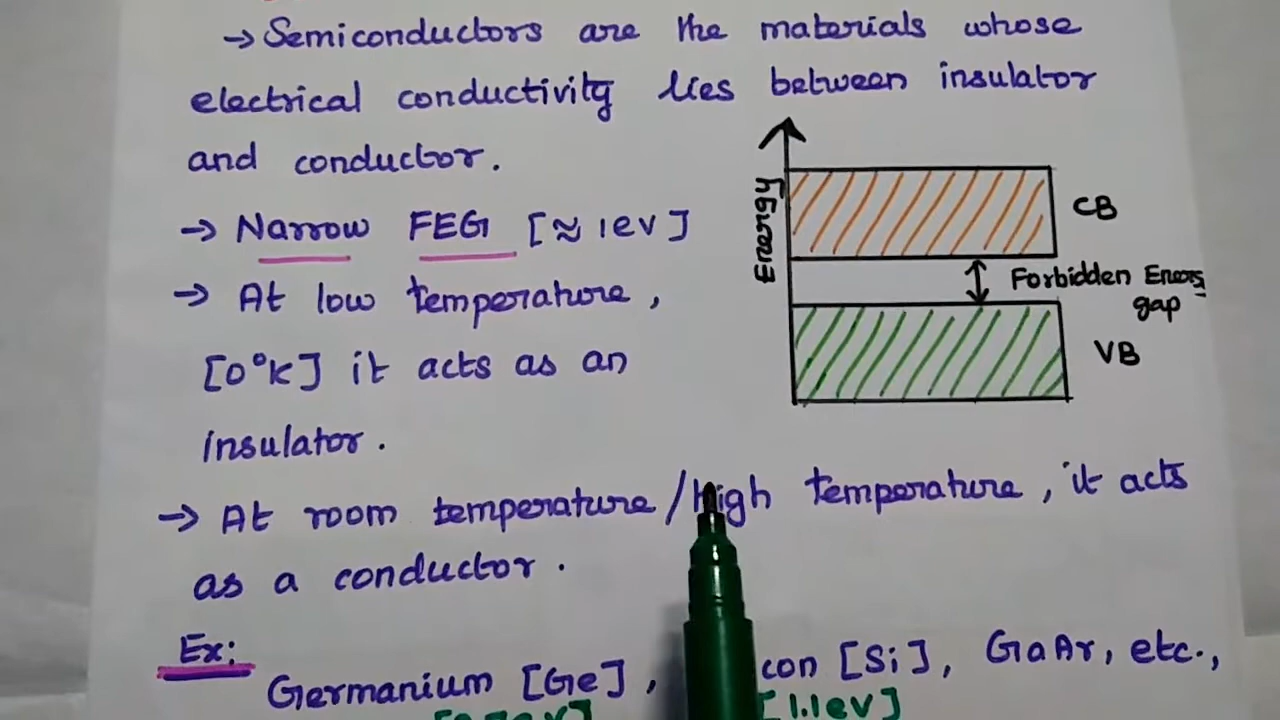 → Semiconductors are the materials whose
electrical conductivity lies between insulator
and conductor.
→ Narrow FEG [≈ 1eV]
→ At low temperature,
[0°K] it acts as an
insulator.
Energy
CB
Forbidden Energy
gap
VB
→ At room temperature/high temperature, it acts
as a conductor.
Ex:
Germanium [Ge], con [Si], GaAr, etc.,
[1.1eV]